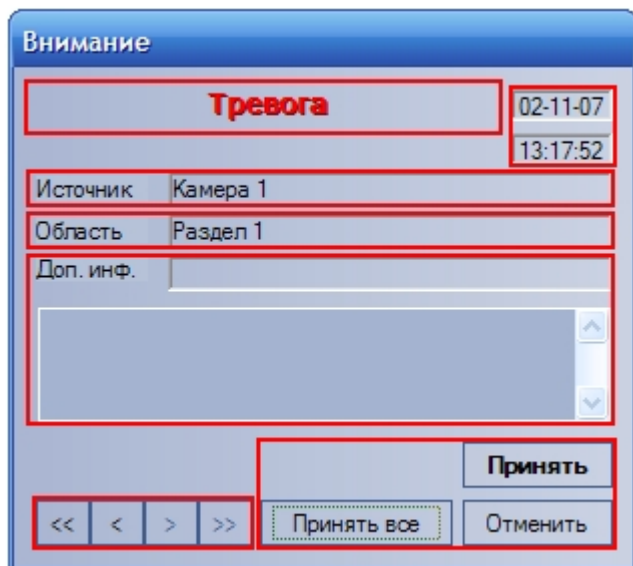 Внимание
Тревога
02-11-07
13:17:52
Источник Камера 1
Область Раздел 1
Доп. инф.
Принять
<< < > >> Принять все Отменить